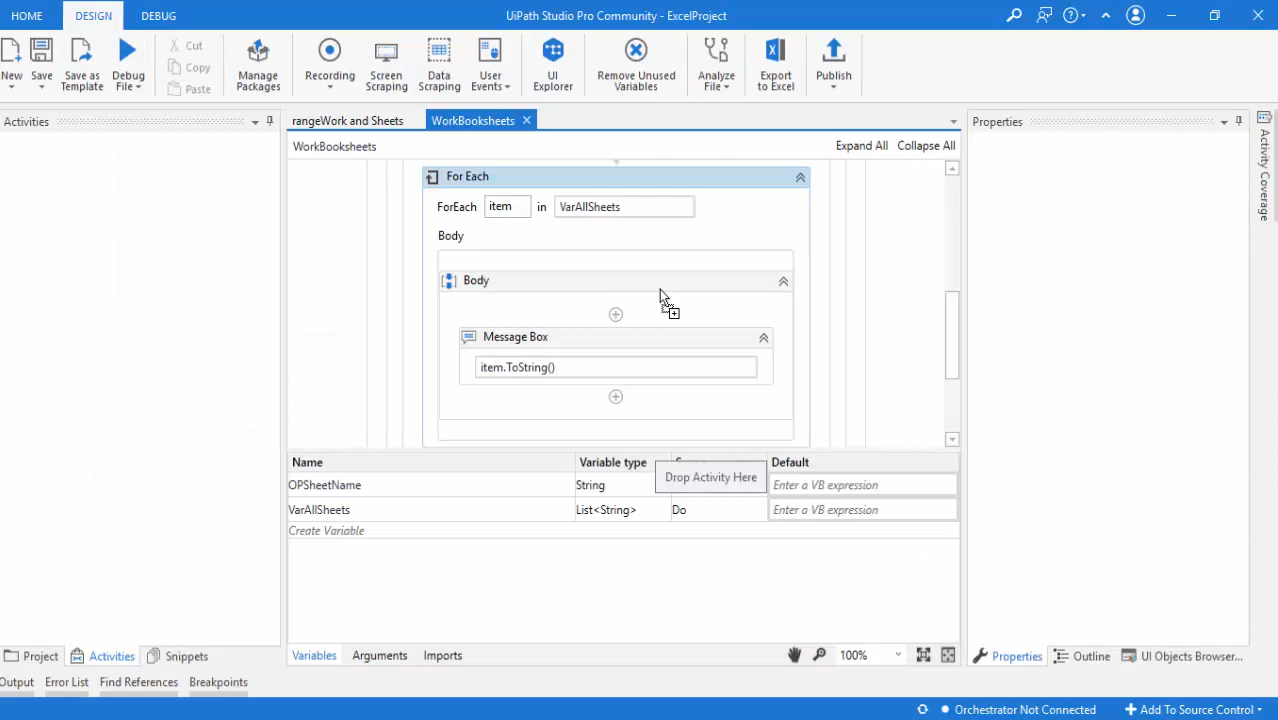 HOME DESIGN DEBUG UiPath Studio Pro Community - ExcelProject
New Save Save as Template Debug File Cut Copy Paste Manage Packages Recording Screen Scraping Data Scraping User Events UI Explorer Remove Unused Variables Analyze File Export to Excel Publish
Activities
rangeWork and Sheets WorkBooksheets
Properties
Activity Coverage
WorkBooksheets Expand All Collapse All
For Each
ForEach item in VarAllSheets
Body
Body
Message Box
item.ToString()
Name Variable type Default
Drop Activity Here
OPSheetName String Enter a VB expression
VarAllSheets List<String> Do Enter a VB expression
Create Variable
Variables Arguments Imports 100%
Project Activities Snippets Properties Outline UI Objects Browser...
Output Error List Find References Breakpoints
Orchestrator Not Connected Add To Source Control